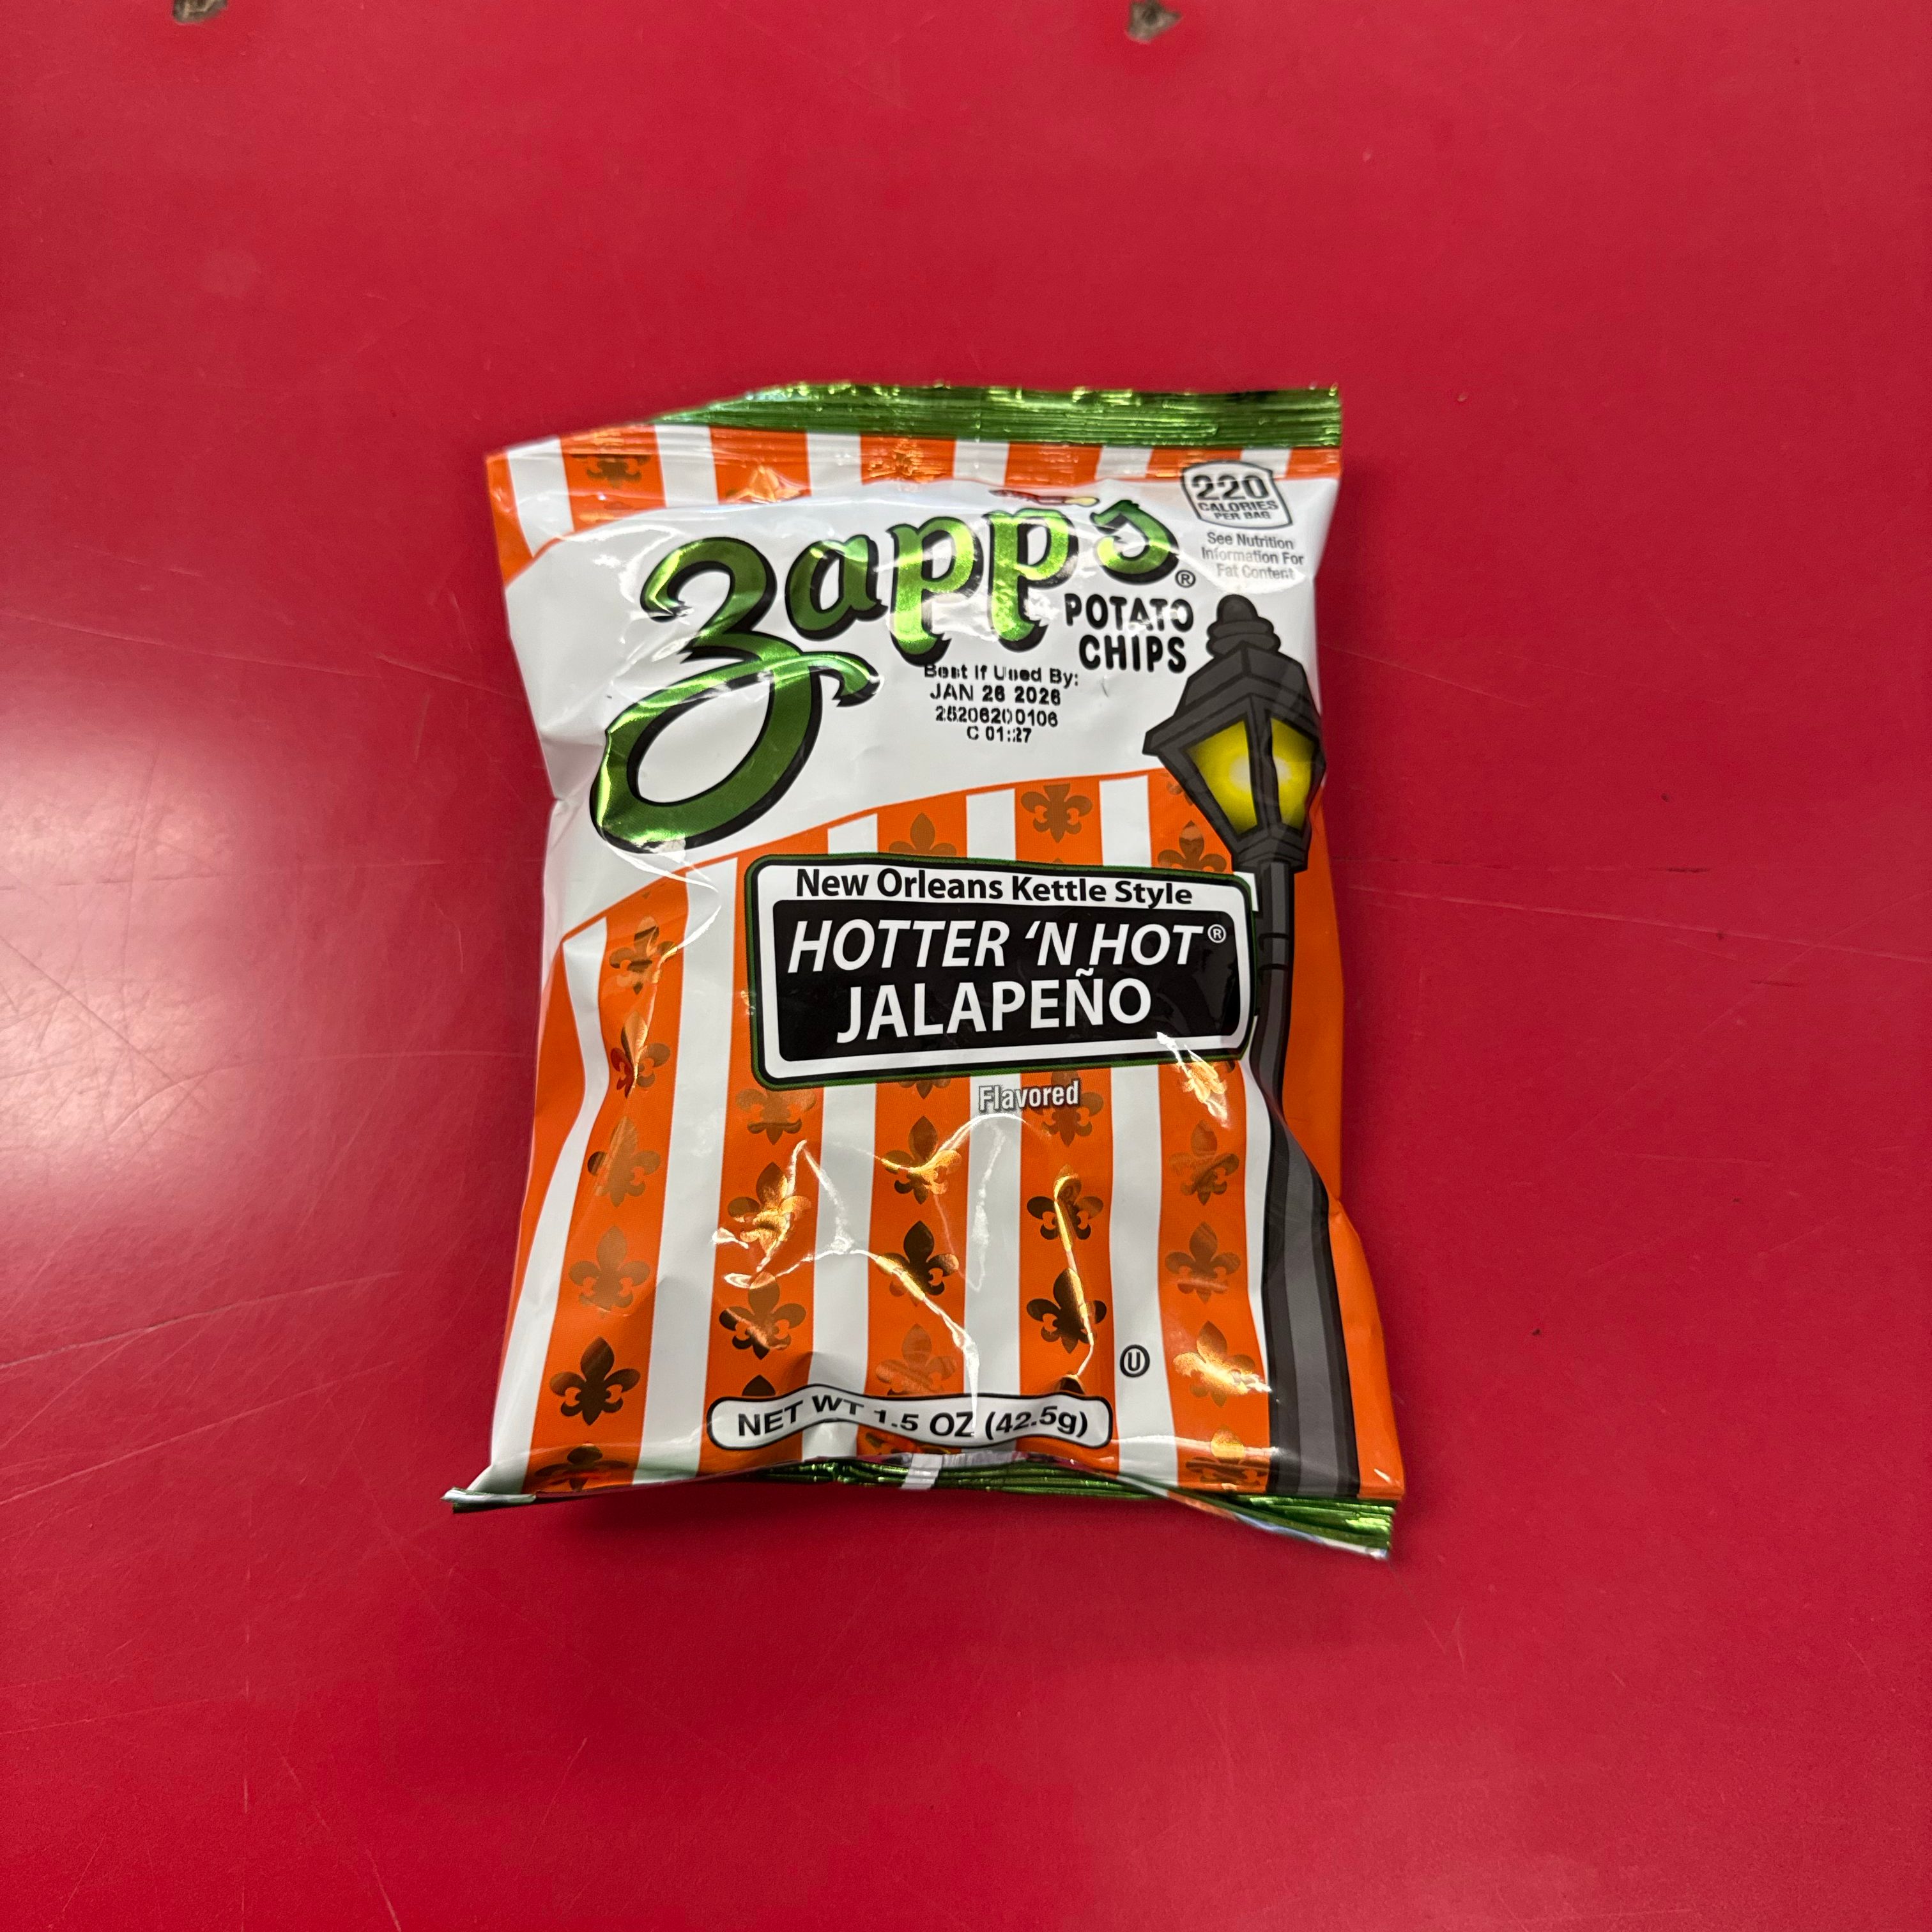 220
CALORIES
PER BAG
See Nutrition
Information For
Fat Content
Zapp's®
POTATO
CHIPS
Best If Used By:
JAN 26 2026
25206200106
C 01:27
New Orleans Kettle Style
HOTTER ‘N HOT®
JALAPEÑO
Flavored
U
NET WT 1.5 OZ (42.5g)